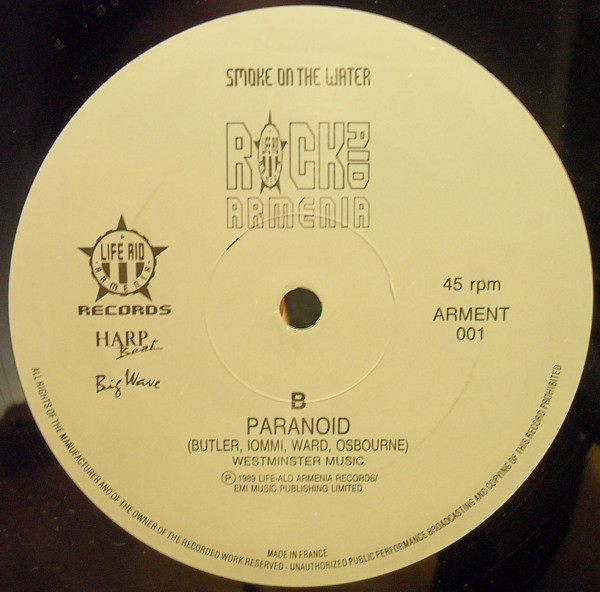 SMOKE ON THE WATER
ROCK AID
LIFE AID
ARMENIA
LIFE AID
ARMENIA
RECORDS
HARP
Beat
Big Wave
45 rpm
ARMENT
001
B
PARANOID
(BUTLER, IOMMI, WARD, OSBOURNE)
WESTMINSTER MUSIC
Ⓟ 1989 LIFE-ALD ARMENIA RECORDS/
EMI MUSIC PUBLISHING LIMITED
MADE IN FRANCE
ALL RIGHTS OF THE MANUFACTURER AND OF THE OWNER OF THE RECORDED WORK RESERVED - UNAUTHORIZED PUBLIC PERFORMANCE BROADCASTING AND COPYING OF THIS RECORD PROHIBITED